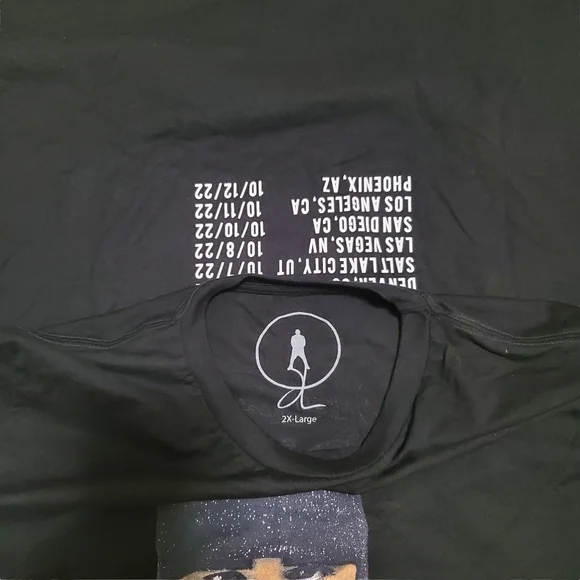 DENVER,
SALT LAKE CITY, UT 10/7/22
LAS VEGAS, NV 10/8/22
SAN DIEGO, CA 10/10/22
LOS ANGELES, CA 10/11/22
PHOENIX, AZ 10/12/22
2X-Large